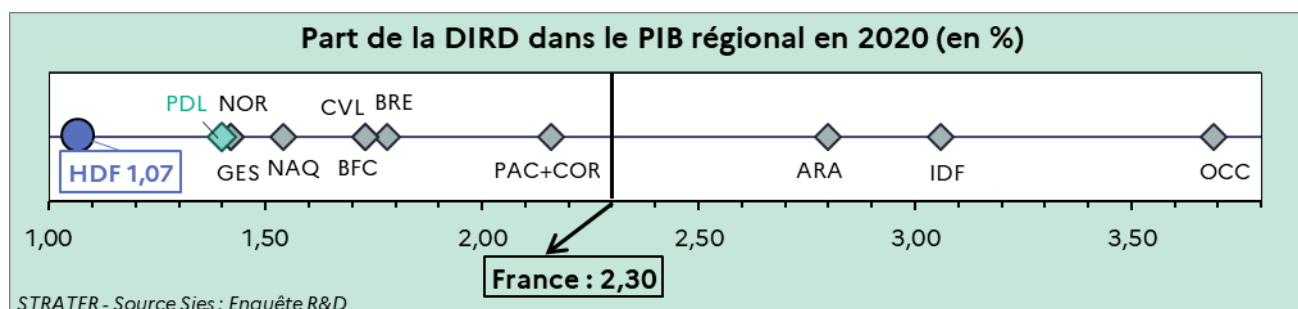 Part de la DIRD dans le PIB régional en 2020 (en %)
PDL NOR CVL BRE
HDF 1,07 GES NAQ BFC PAC+COR ARA IDF OCC
1,00 1,50 2,00 2,50 3,00 3,50
France : 2,30
STRATER - Source Sies : Enquête R&D